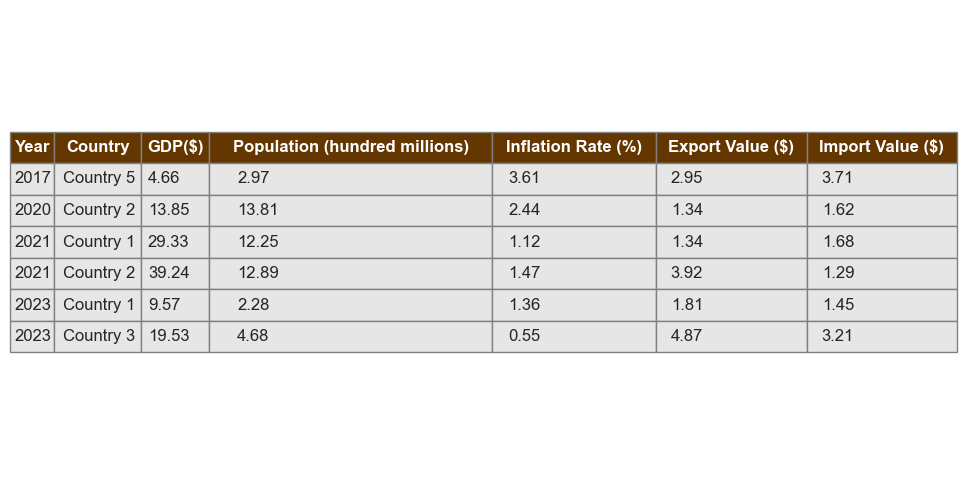 Year Country GDP($) Population (hundred millions) Inflation Rate (%) Export Value ($) Import Value ($)
2017 Country 5 4.66 2.97 3.61 2.95 3.71
2020 Country 2 13.85 13.81 2.44 1.34 1.62
2021 Country 1 29.33 12.25 1.12 1.34 1.68
2021 Country 2 39.24 12.89 1.47 3.92 1.29
2023 Country 1 9.57 2.28 1.36 1.81 1.45
2023 Country 3 19.53 4.68 0.55 4.87 3.21